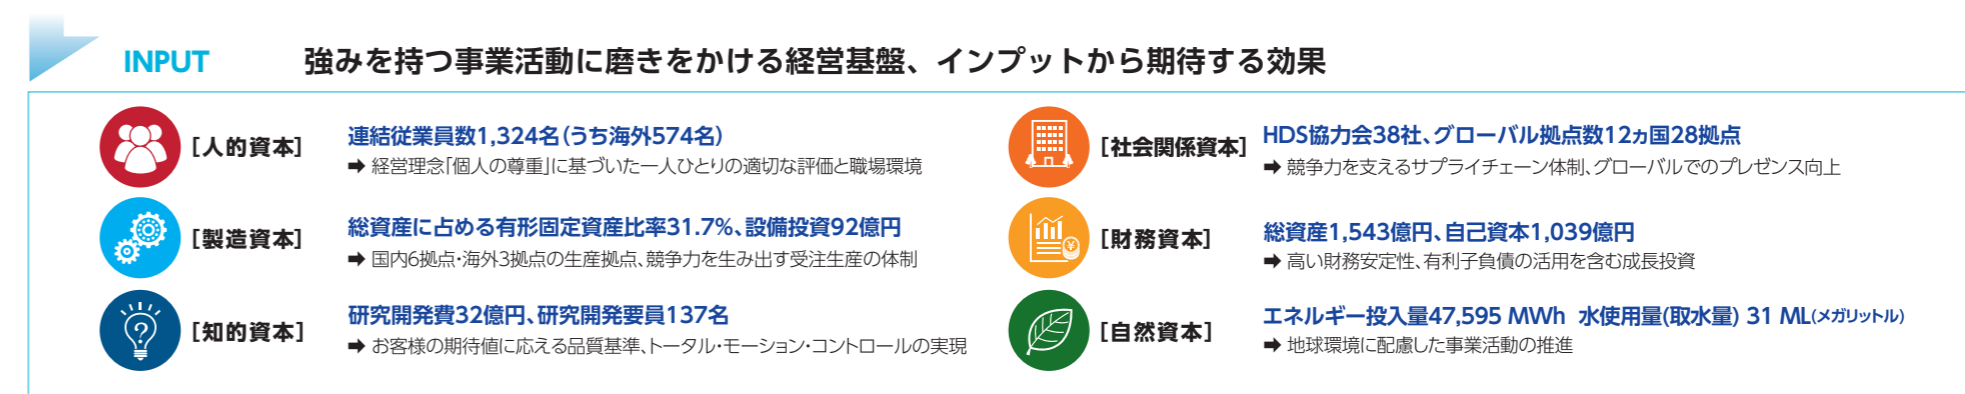 INPUT 強みを持つ事業活動に磨きをかける経営基盤、インプットから期待する効果
［人的資本］
連結従業員数1,324名（うち海外574名）
➡ 経営理念「個人の尊重」に基づいた一人ひとりの適切な評価と職場環境
［製造資本］
総資産に占める有形固定資産比率31.7%、設備投資92億円
➡ 国内6拠点・海外3拠点の生産拠点、競争力を生み出す受注生産の体制
［知的資本］
研究開発費32億円、研究開発要員137名
➡ お客様の期待値に応える品質基準、トータル・モーション・コントロールの実現
［社会関係資本］
HDS協力会38社、グローバル拠点数12ヵ国28拠点
➡ 競争力を支えるサプライチェーン体制、グローバルでのプレゼンス向上
［財務資本］
総資産1,543億円、自己資本1,039億円
➡ 高い財務安定性、有利子負債の活用を含む成長投資
［自然資本］
エネルギー投入量47,595 MWh 水使用量(取水量) 31 ML(メガリットル)
➡ 地球環境に配慮した事業活動の推進